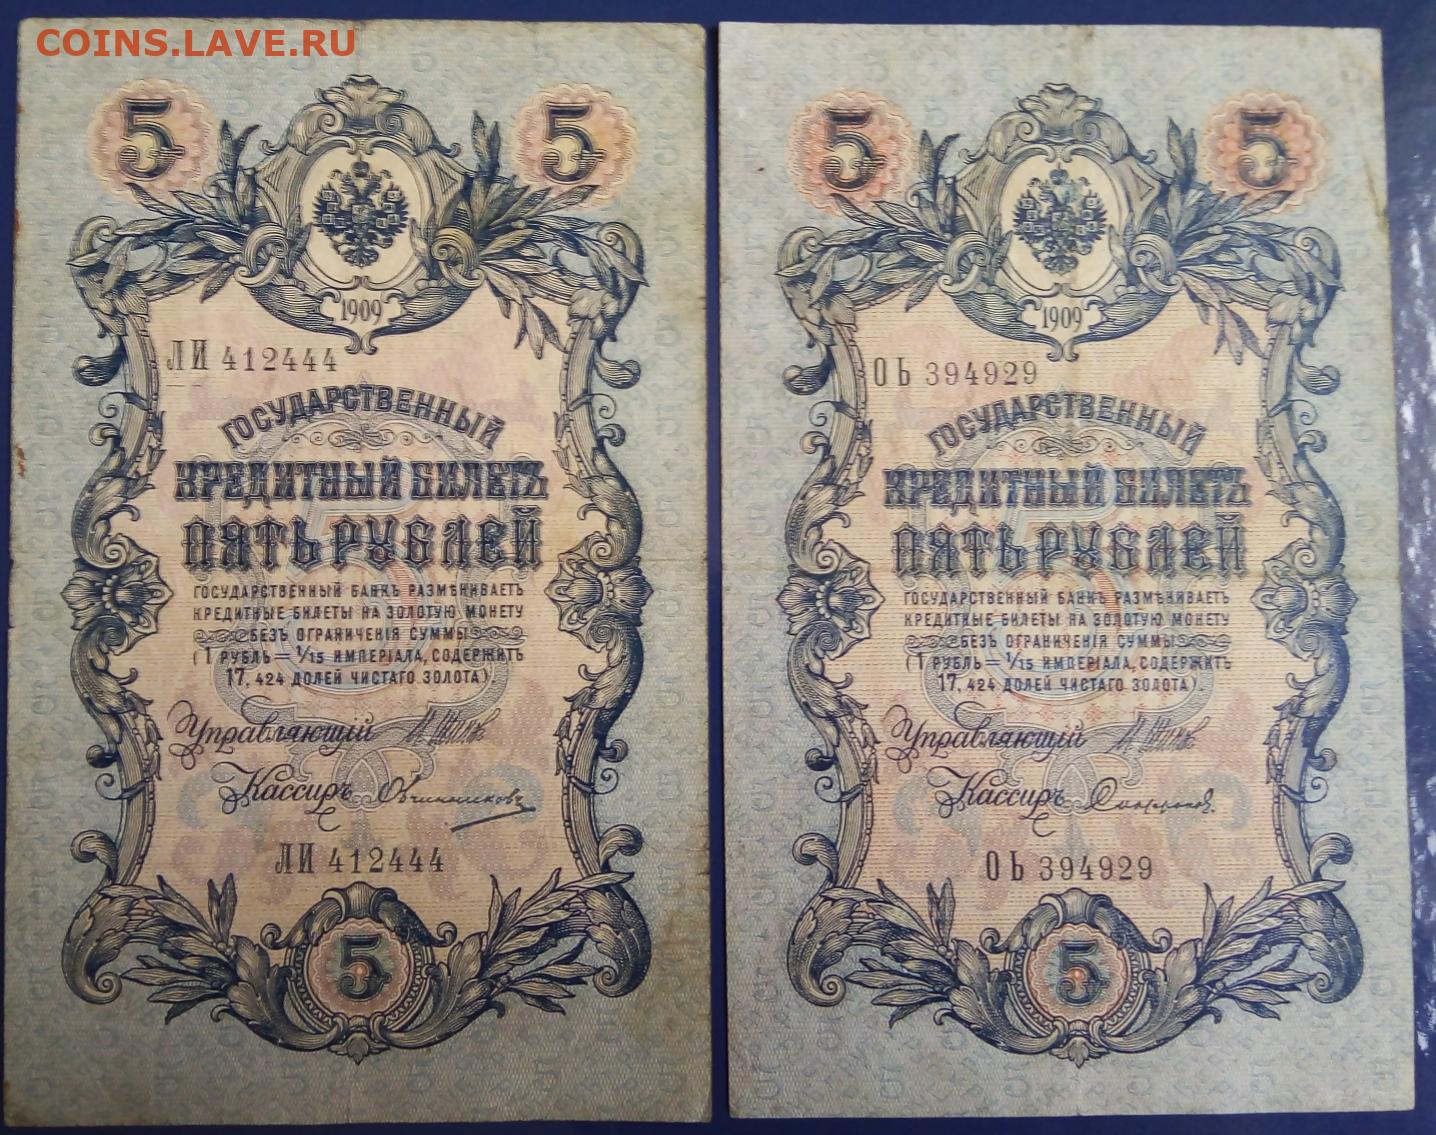 COINS.LAVE.RU
5 5
1909
ЛИ 412444
ГОСУДАРСТВЕННЫЙ
КРЕДИТНЫЙ БИЛЕТЪ
ПЯТЬ РУБЛЕЙ
ГОСУДАРСТВЕННЫЙ БАНКЪ РАЗМѢНИВАЕТЪ
КРЕДИТНЫЕ БИЛЕТЫ НА ЗОЛОТУЮ МОНЕТУ
БЕЗЪ ОГРАНИЧЕНІЯ СУММЫ
(1 РУБЛЬ = 1/15 ИМПЕРІАЛА, СОДЕРЖИТЪ
17,424 ДОЛЕЙ ЧИСТАГО ЗОЛОТА).
Управляющій
Кассиръ Овчинниковъ
ЛИ 412444
5
5 5
1909
ОЬ 394929
ГОСУДАРСТВЕННЫЙ
КРЕДИТНЫЙ БИЛЕТЪ
ПЯТЬ РУБЛЕЙ
ГОСУДАРСТВЕННЫЙ БАНКЪ РАЗМѢНИВАЕТЪ
КРЕДИТНЫЕ БИЛЕТЫ НА ЗОЛОТУЮ МОНЕТУ
БЕЗЪ ОГРАНИЧЕНІЯ СУММЫ
(1 РУБЛЬ = 1/15 ИМПЕРІАЛА, СОДЕРЖИТЪ
17,424 ДОЛЕЙ ЧИСТАГО ЗОЛОТА).
Управляющій
Кассиръ
ОЬ 394929
5